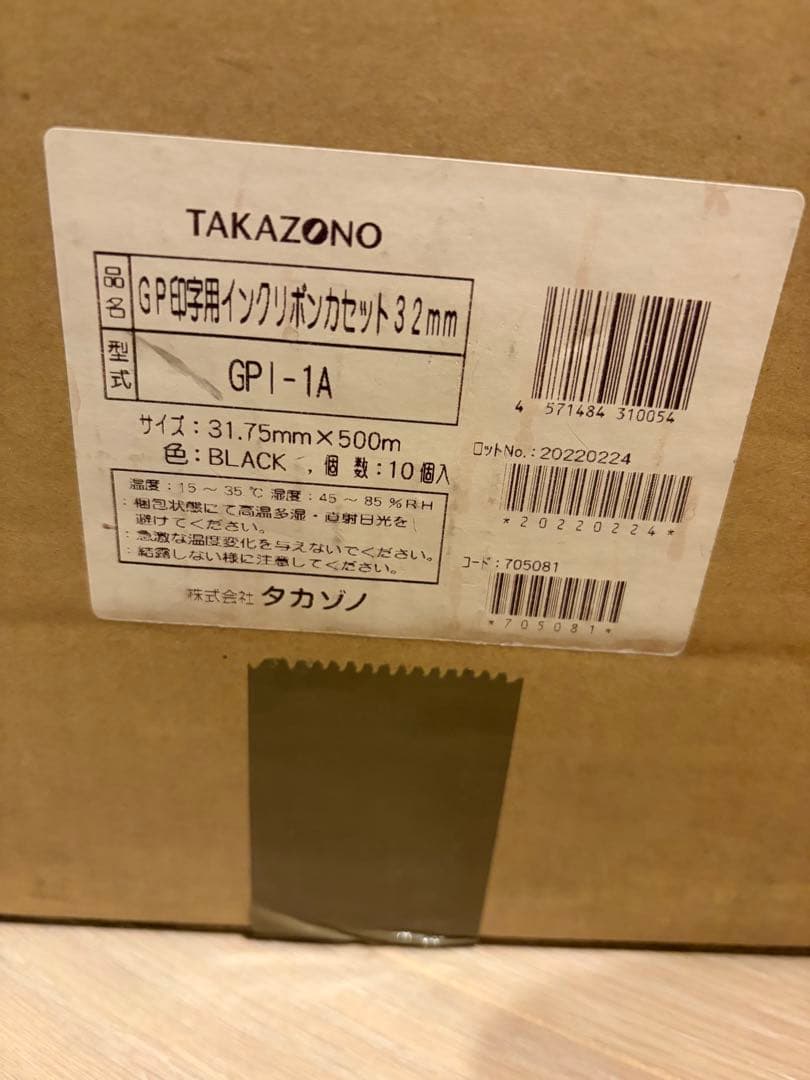 TAKAZONO
品名 GP印字用インクリボンカセット32mm
型式 GPI-1A
サイズ:31.75mm×500m
色:BLACK ,個数:10個入
温度:15~35℃ 湿度:45~85%RH
:梱包状態にて高温多湿・直射日光を
避けてください。
:急激な温度変化を与えないでください。
:結露しない様に注意してください。
株式会社 タカゾノ
4 571484 310054
ロットNo.:20220224
*20220224*
コード:705081
*705081*